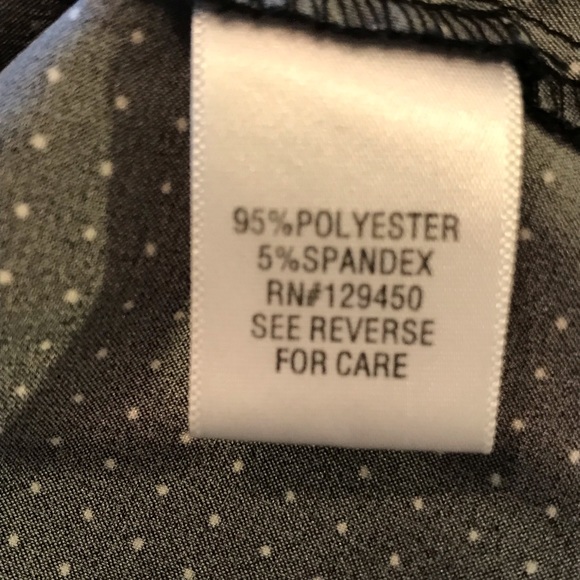 95%POLYESTER
5%SPANDEX
RN#129450
SEE REVERSE
FOR CARE